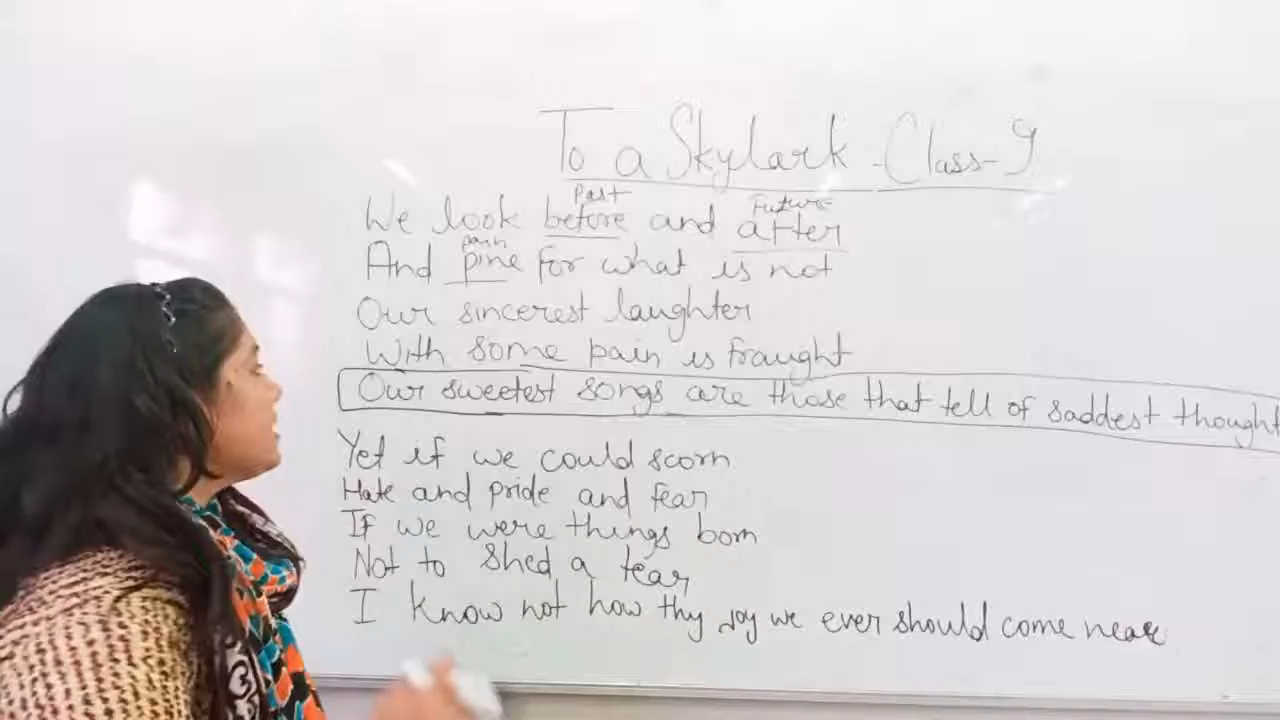 To a Skylark - Class-9
Past Future
We look before and after
pain
And pine for what is not
Our sincerest laughter
With some pain is fraught
Our sweetest songs are those that tell of saddest thought
Yet if we could scorn
Hate and pride and fear
If we were things born
Not to shed a tear
I know not how thy joy we ever should come near